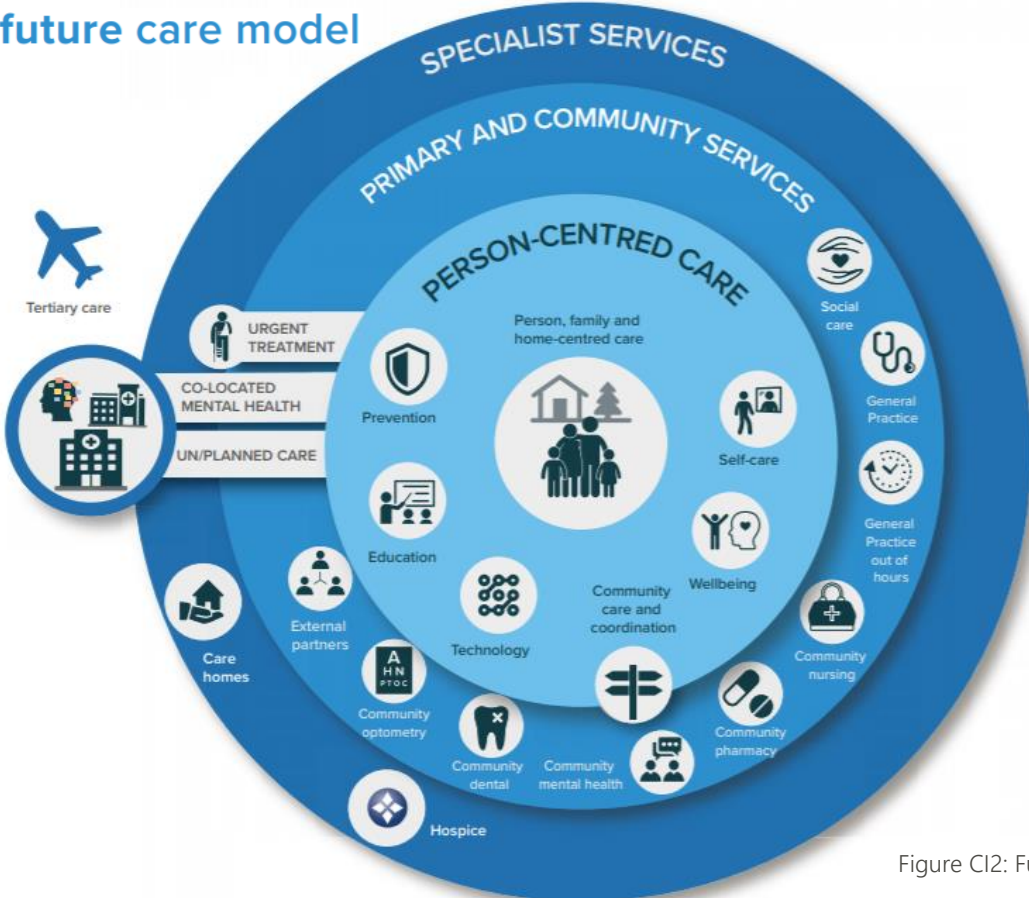 future care model
SPECIALIST SERVICES
PRIMARY AND COMMUNITY SERVICES
PERSON-CENTRED CARE
Tertiary care
URGENT
TREATMENT
CO-LOCATED
MENTAL HEALTH
UN/PLANNED CARE
Person, family and
home-centred care
Prevention
Self-care
Education
Wellbeing
Technology
Community
care and
coordination
Social
care
General
Practice
General
Practice
out of
hours
Community
nursing
Community
pharmacy
Community
mental health
Community
dental
Community
optometry
A
HN
PTOC
External
partners
Care
homes
Hospice
Figure CI2: Fu